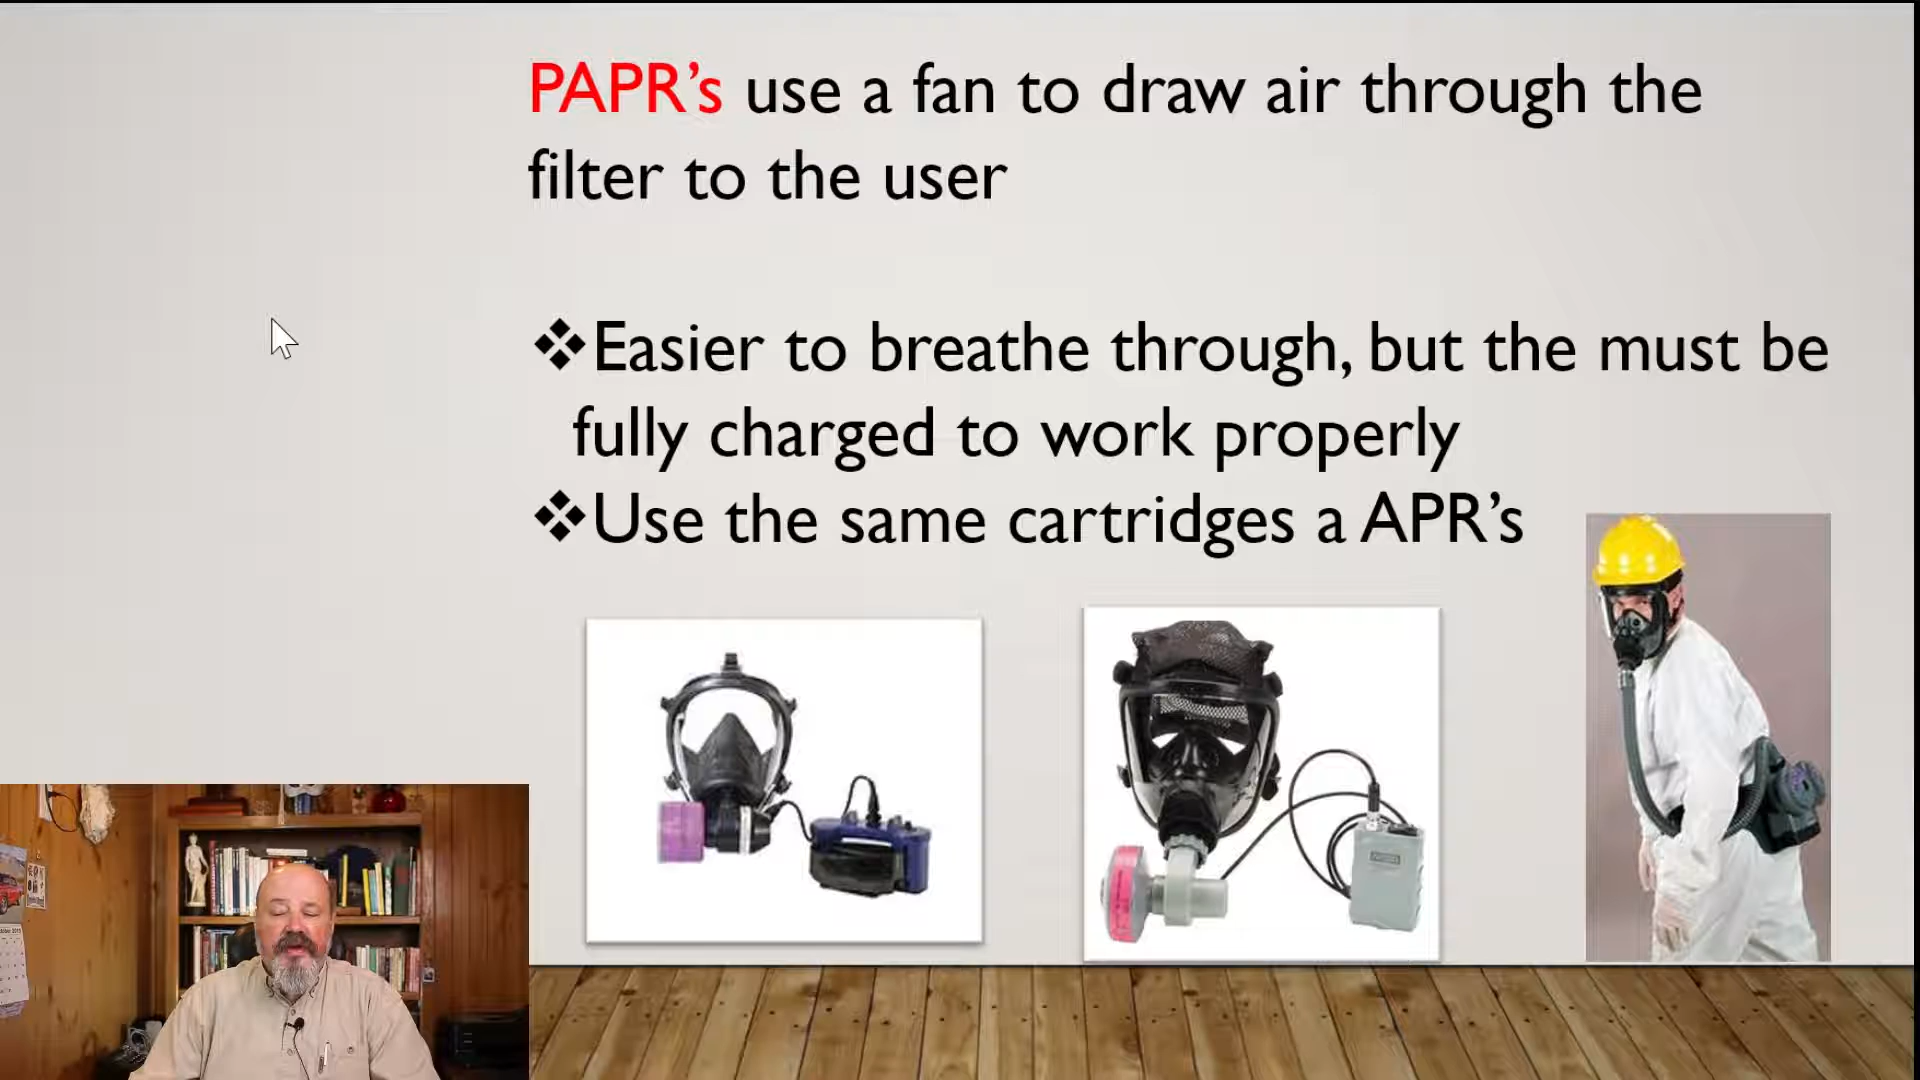 PAPR’s use a fan to draw air through the
filter to the user
❖Easier to breathe through, but the must be
fully charged to work properly
❖Use the same cartridges a APR’s